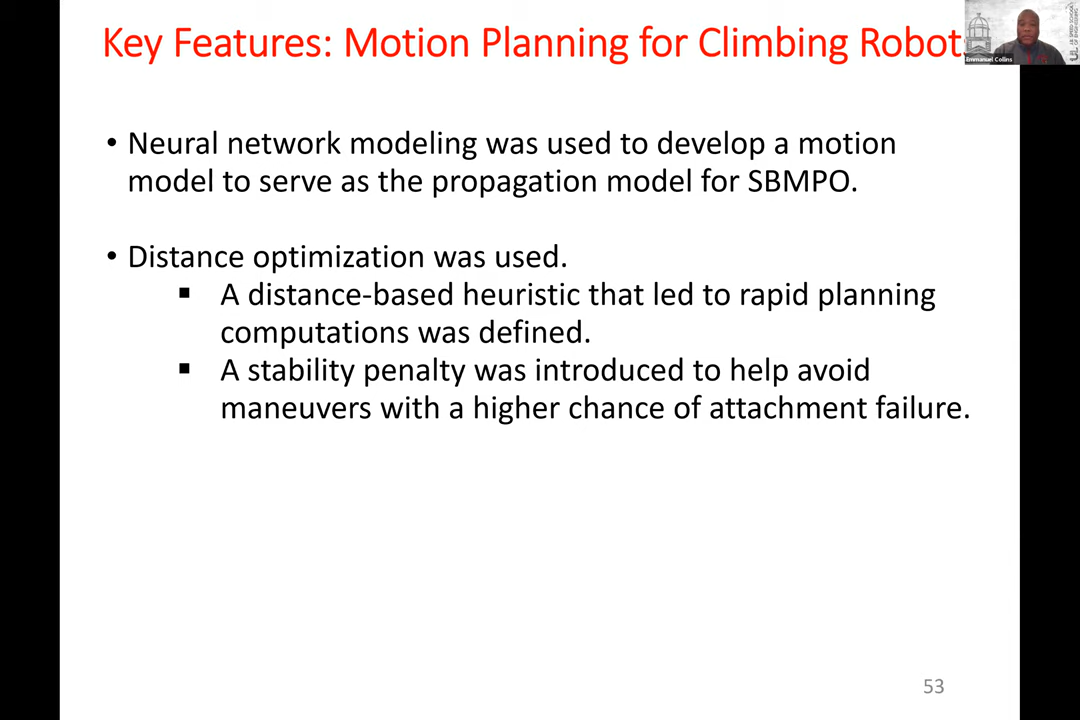 Key Features: Motion Planning for Climbing Robot
Emmanuel Collins
• Neural network modeling was used to develop a motion
model to serve as the propagation model for SBMPO.
• Distance optimization was used.
▪ A distance-based heuristic that led to rapid planning
computations was defined.
▪ A stability penalty was introduced to help avoid
maneuvers with a higher chance of attachment failure.
53